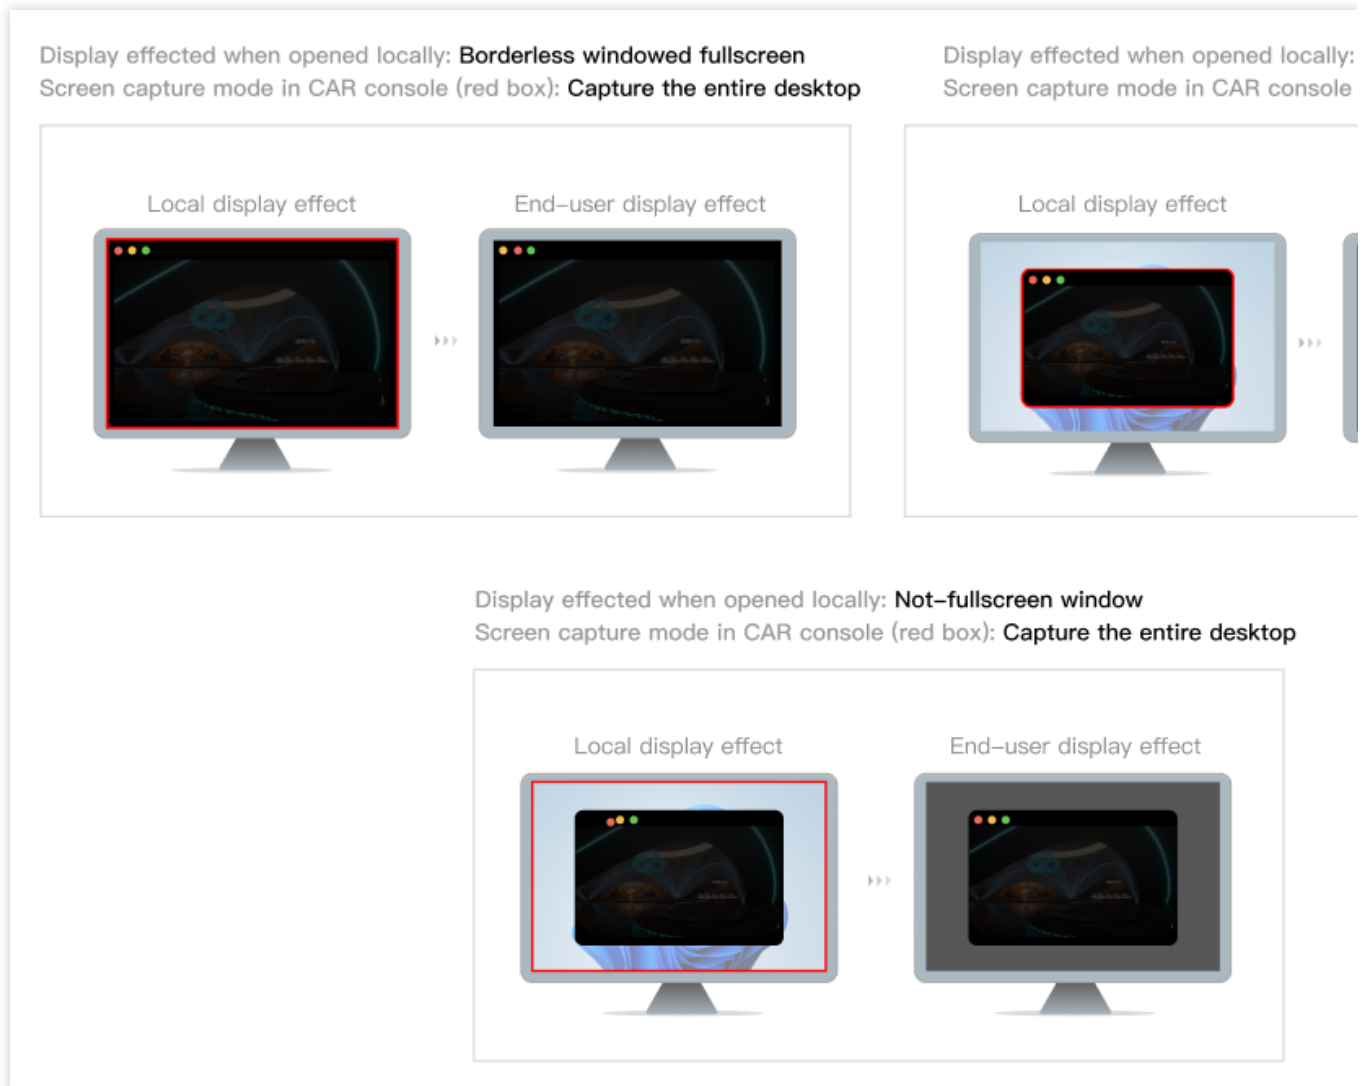 Display effected when opened locally: Borderless windowed fullscreen
Screen capture mode in CAR console (red box): Capture the entire desktop
Display effected when opened locally:
Screen capture mode in CAR console
Local display effect
End-user display effect
Local display effect
Display effected when opened locally: Not-fullscreen window
Screen capture mode in CAR console (red box): Capture the entire desktop
Local display effect
End-user display effect